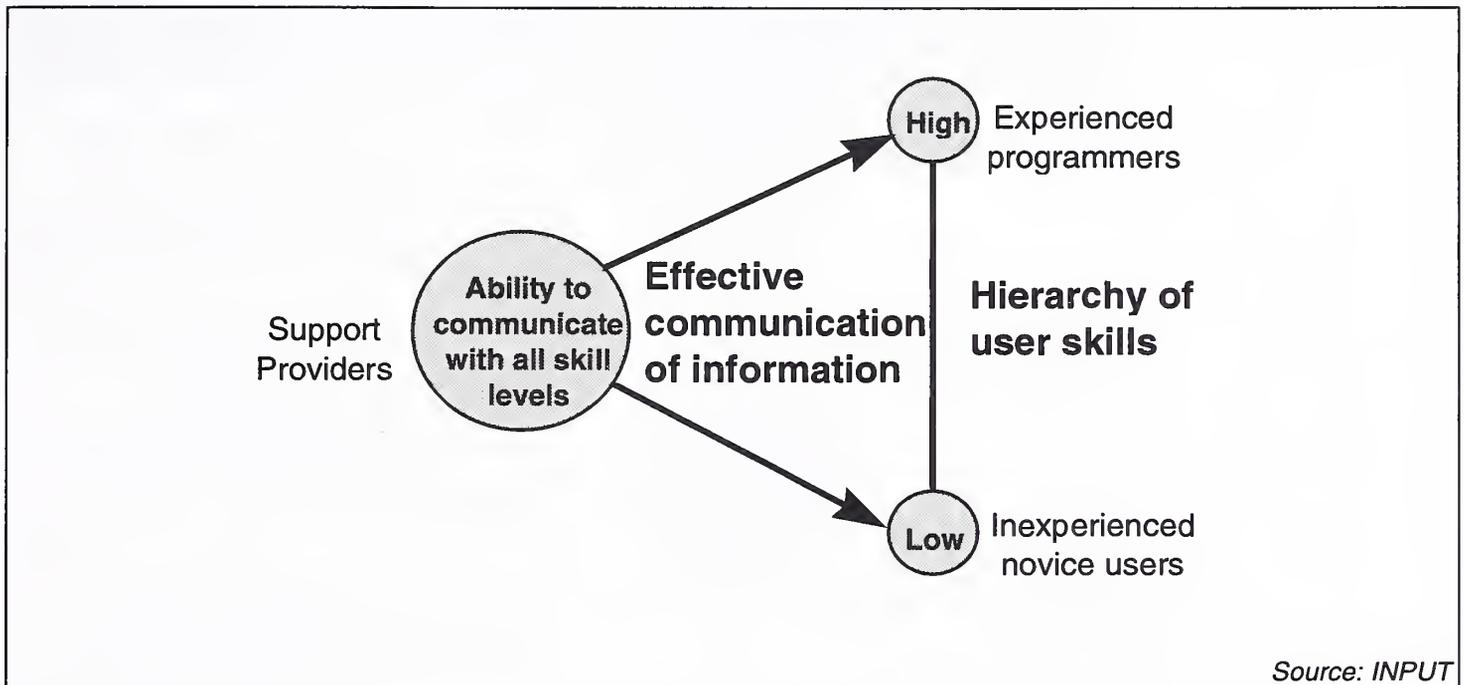 High
Experienced
programmers
Support
Providers
Ability to
communicate
with all skill
levels
Effective
communication
of information
Hierarchy of
user skills
Low
Inexperienced
novice users
Source: INPUT